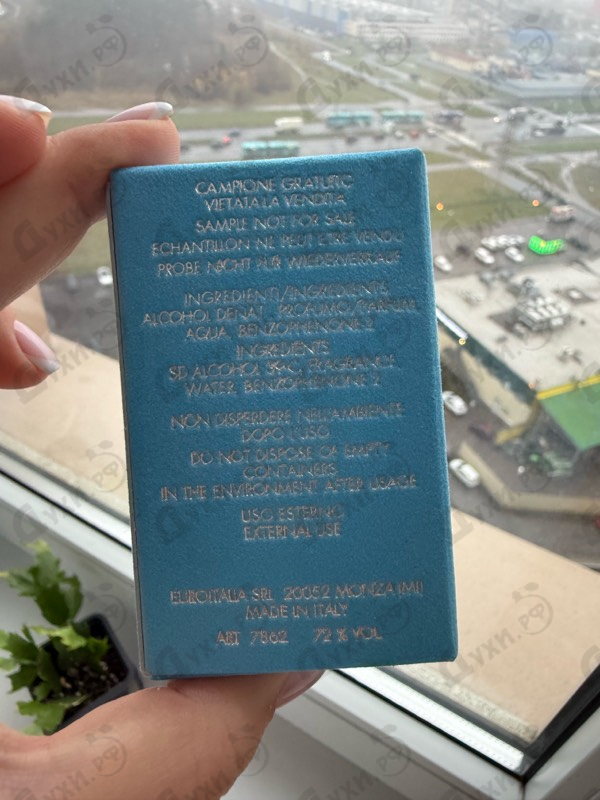 CAMPIONE GRATUITO
VIETATA LA VENDITA
SAMPLE NOT FOR SALE
ECHANTILLON NE PEUT ETRE VENDU
PROBE NICHT FUR WIEDERVERKAUF
INGREDIENTI/INGREDIENTS
ALCOHOL DENAT., PROFUMO/PARFUM,
AQUA, BENZOPHENONE 2
INGREDIENTS
SD ALCOHOL 39C, FRAGRANCE
WATER, BENZOPHENONE 2
NON DISPERDERE NELL'AMBIENTE
DOPO L'USO
DO NOT DISPOSE OF EMPTY
CONTAINERS
IN THE ENVIRONMENT AFTER USAGE
USO ESTERNO
EXTERNAL USE
EUROITALIA SRL 20052 MONZA (MI)
MADE IN ITALY
ART 7862 72 % VOL
Духи.рф